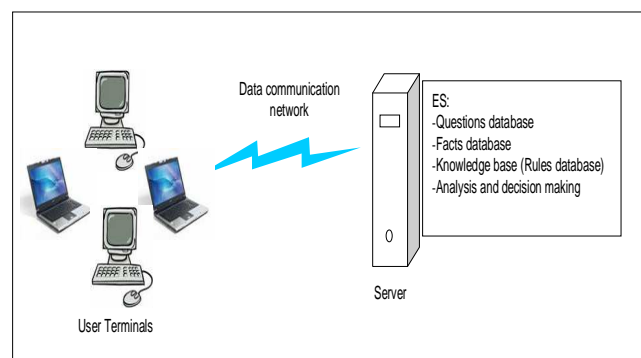 Data communication
network
ES:
-Questions database
-Facts database
-Knowledge base (Rules database)
-Analysis and decision making
Server
User Terminals